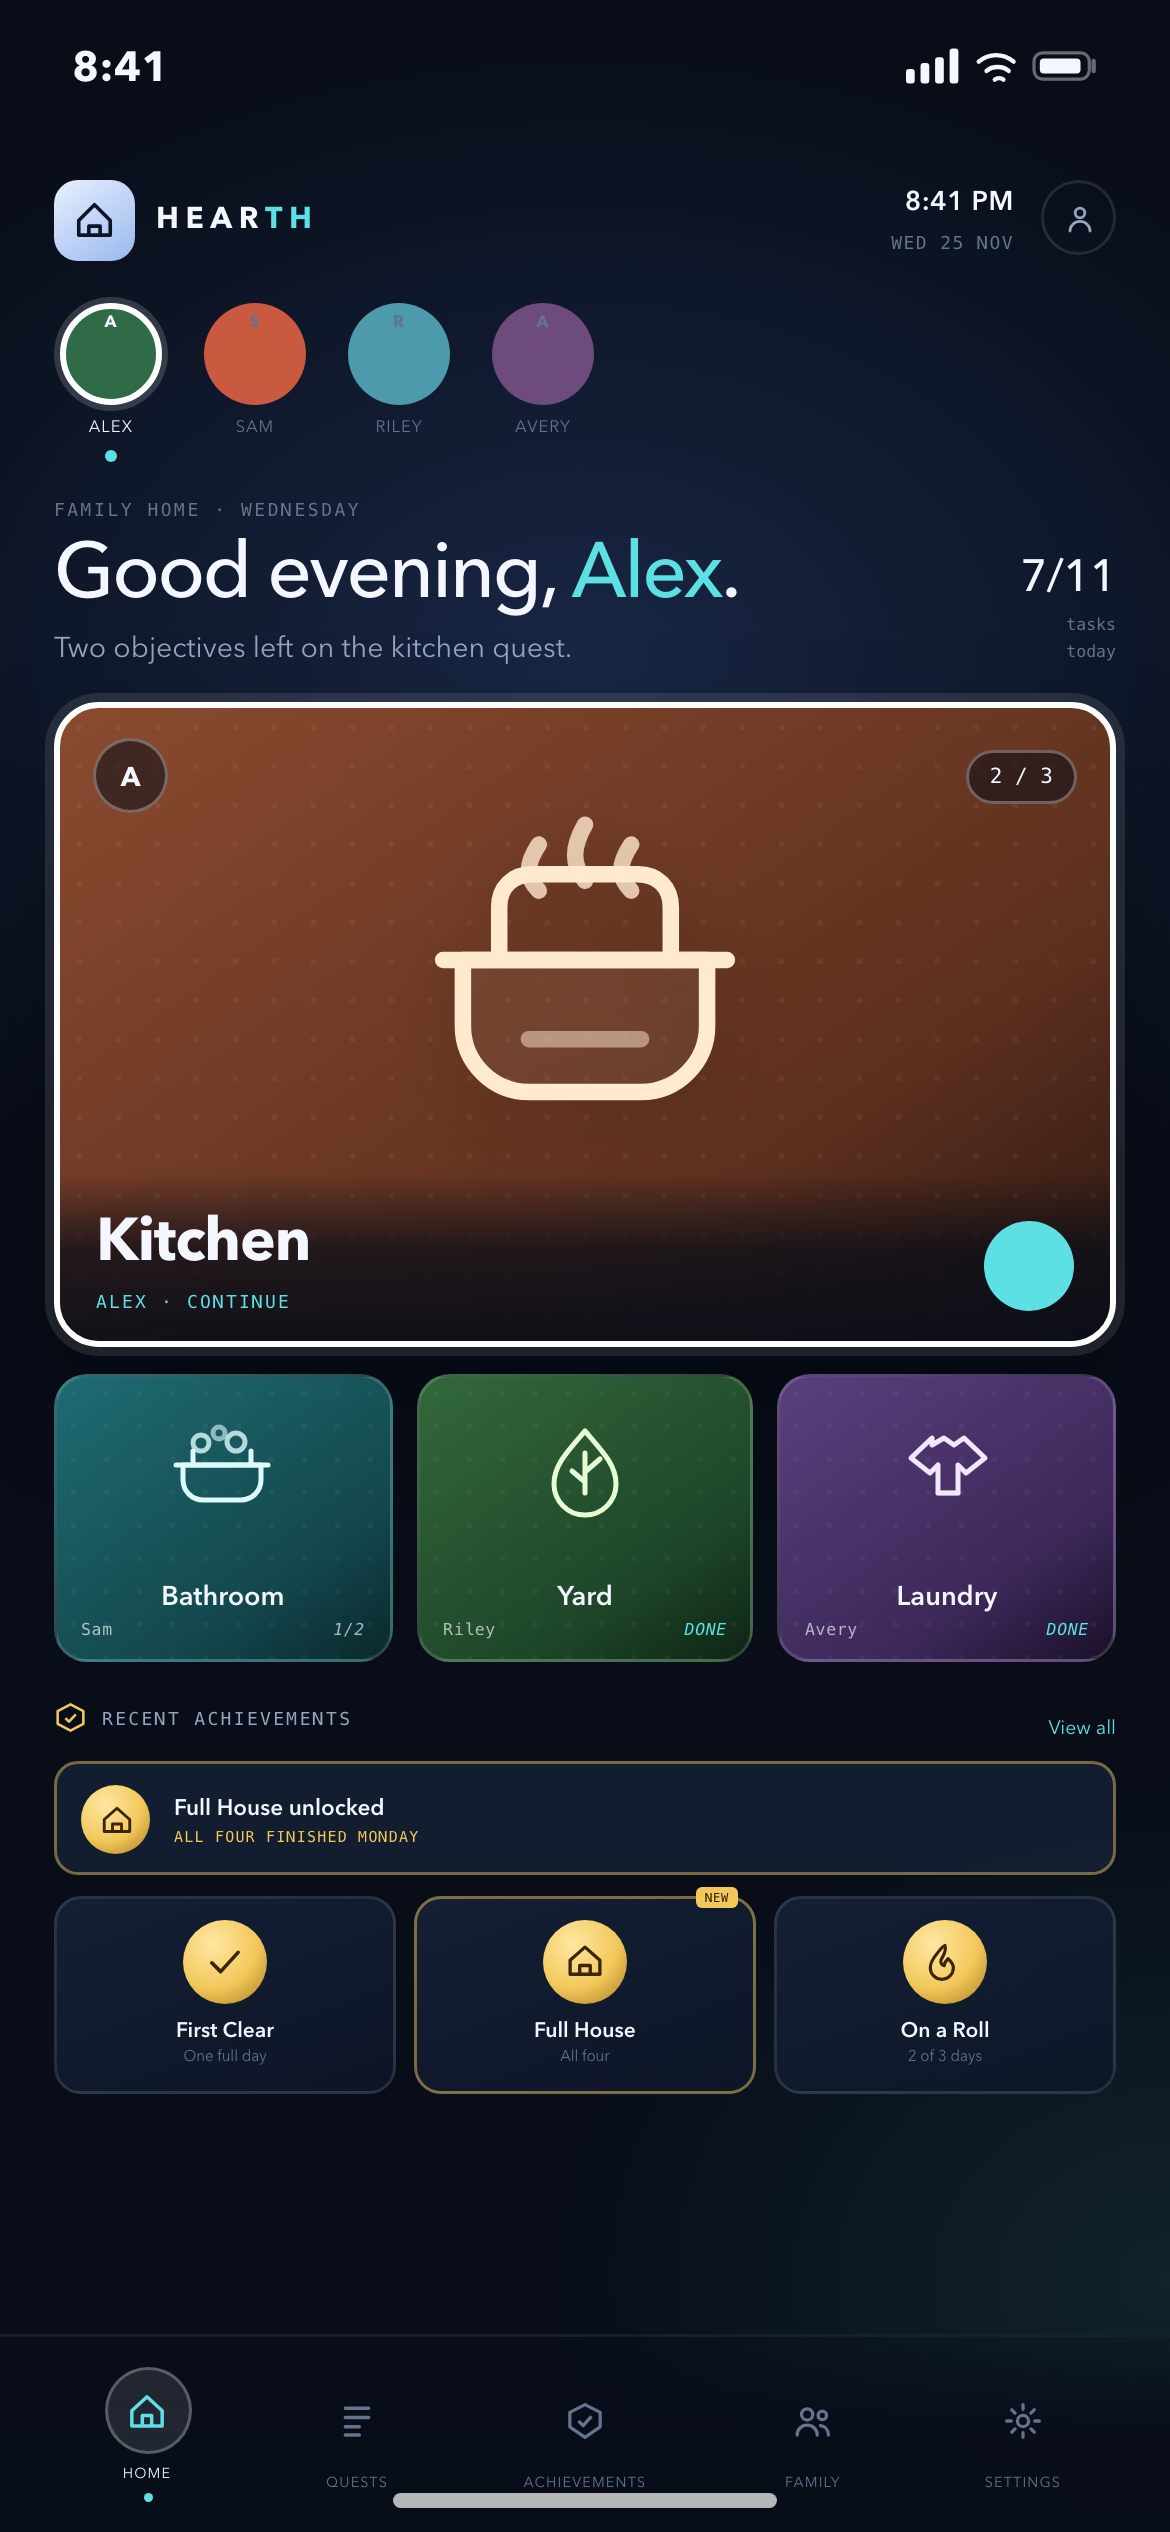 8:41
HEARTH
8:41 PM
WED 25 NOV
A
S
R
A
ALEX
SAM
RILEY
AVERY
FAMILY HOME · WEDNESDAY
Good evening, Alex.
Two objectives left on the kitchen quest.
7/11
tasks
today
A
2 / 3
Kitchen
ALEX · CONTINUE
Bathroom
Sam
1/2
Yard
Riley
DONE
Laundry
Avery
DONE
RECENT ACHIEVEMENTS
View all
Full House unlocked
ALL FOUR FINISHED MONDAY
First Clear
One full day
NEW
Full House
All four
On a Roll
2 of 3 days
HOME
QUESTS
ACHIEVEMENTS
FAMILY
SETTINGS